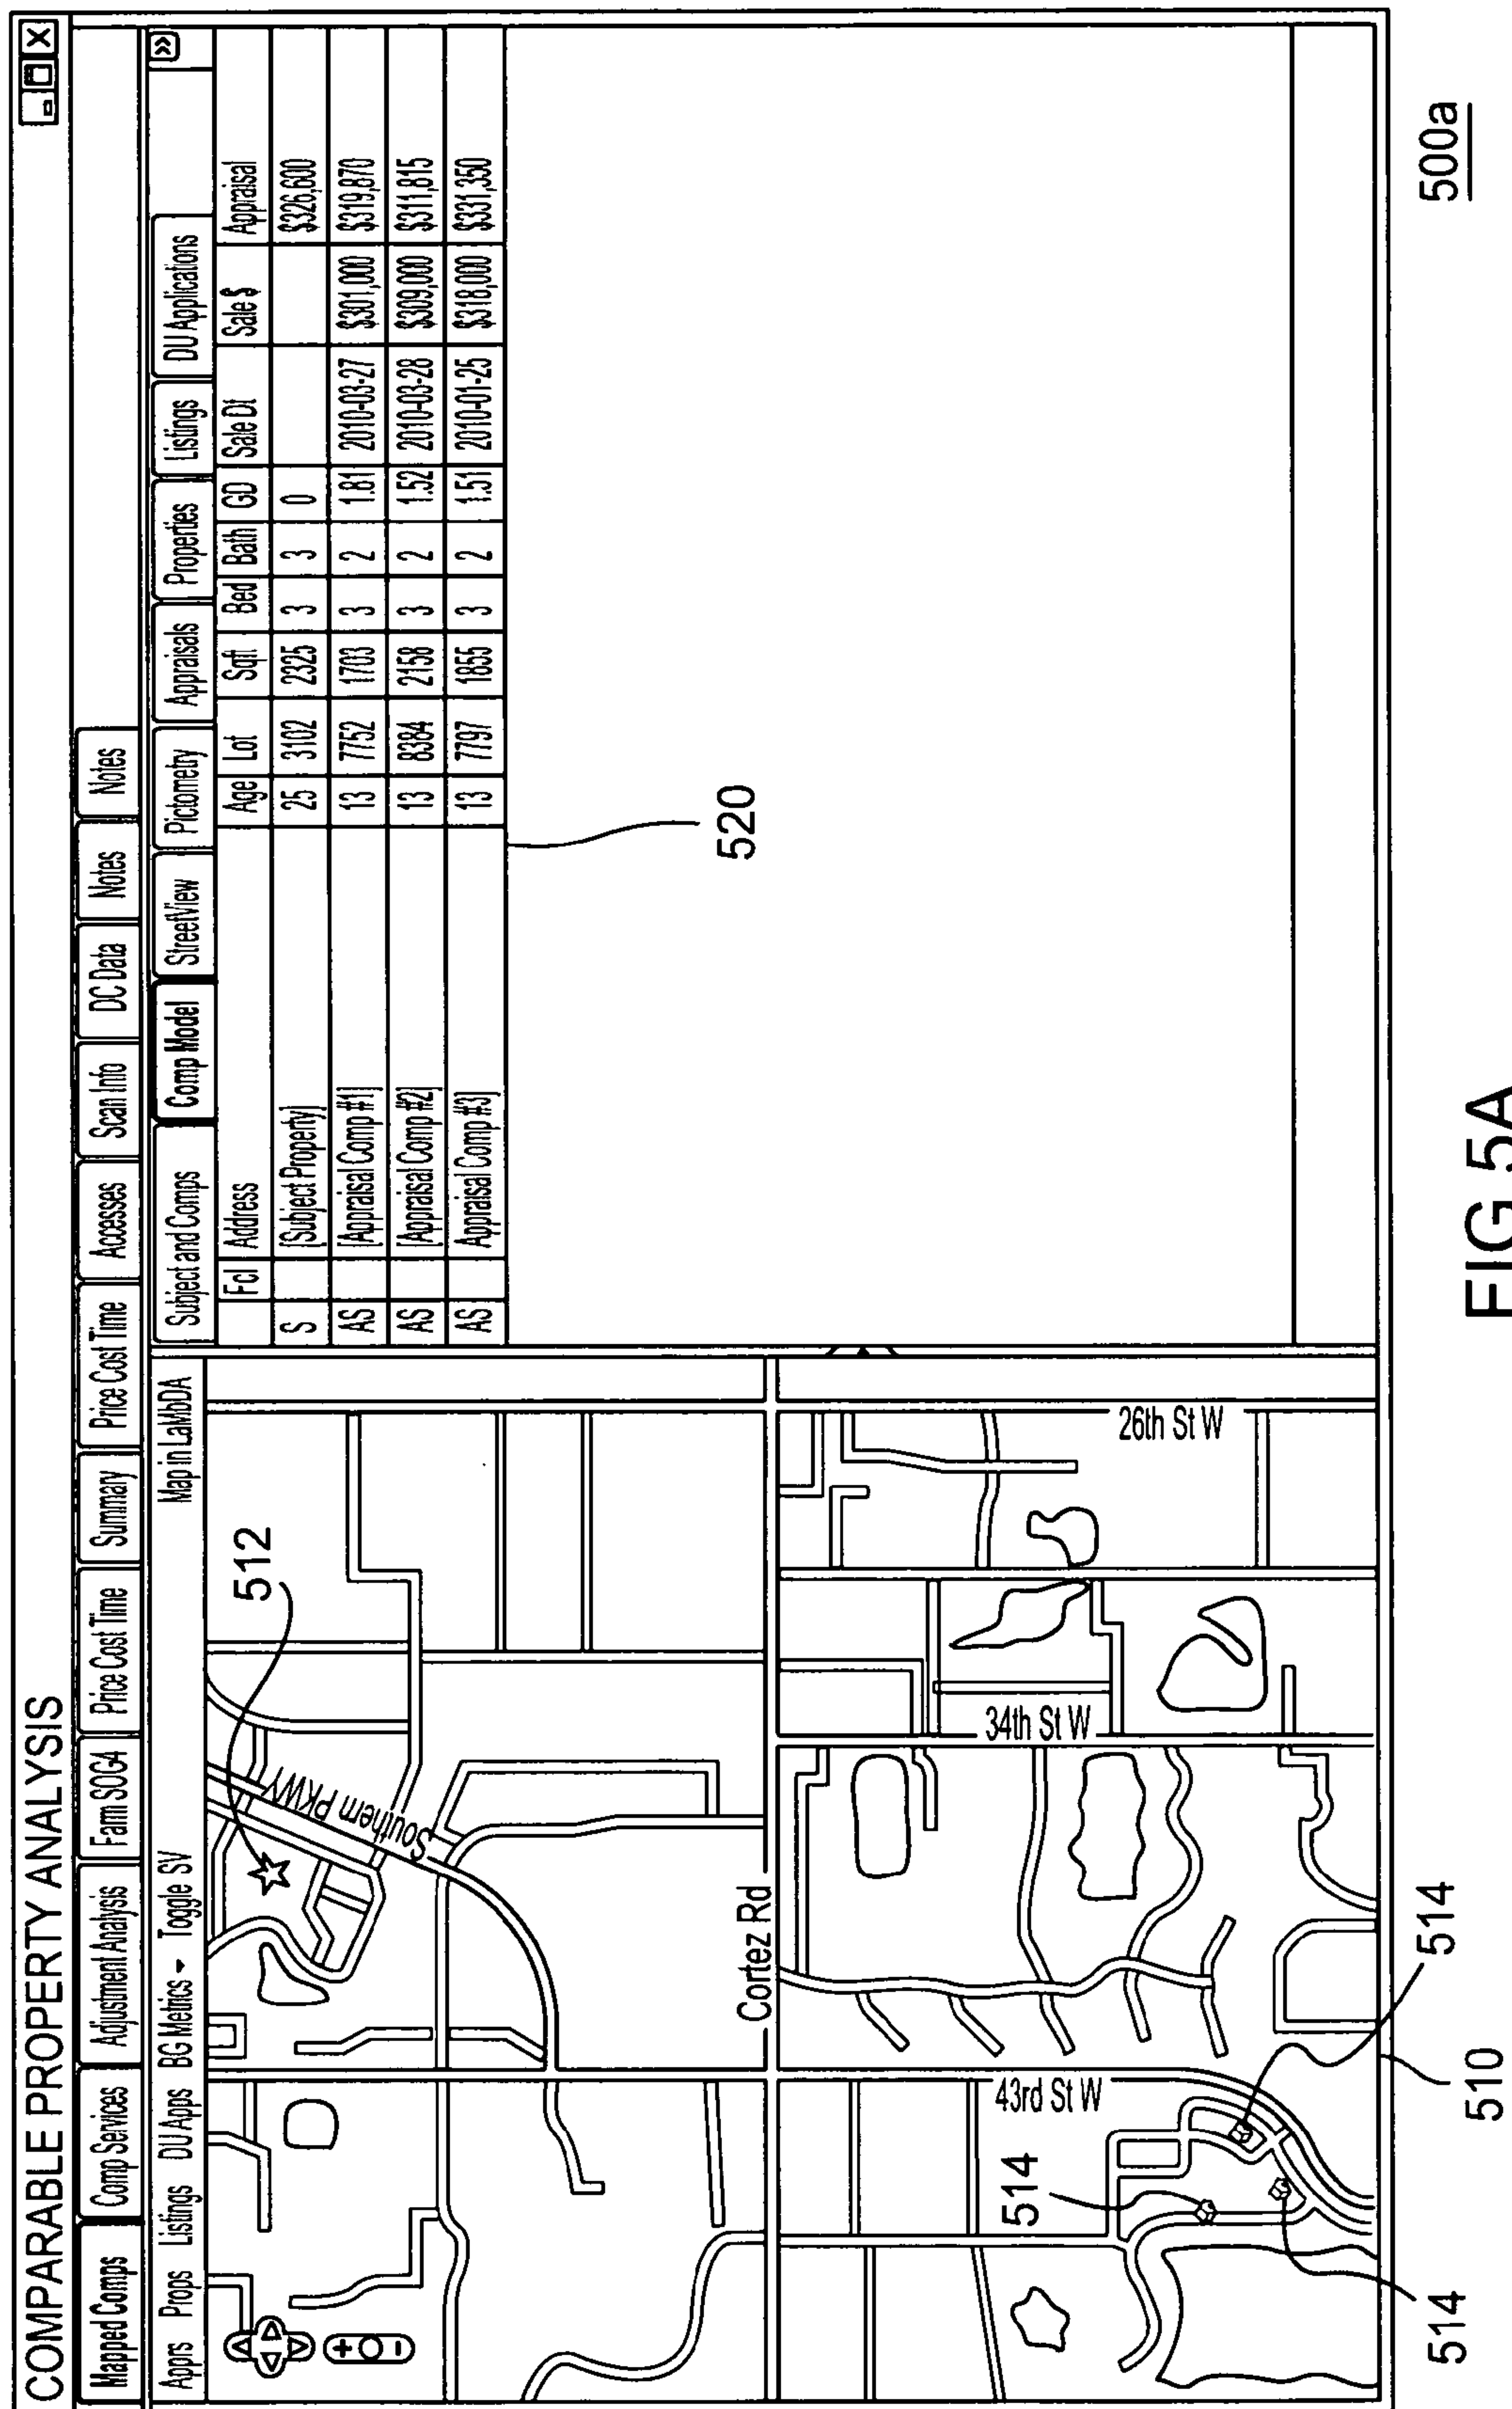 COMPARABLE PROPERTY ANALYSIS
Mapped Comps Comp Services Adjustment Analysis Farm SOG4 Price Cost Time Summary Price Cost Time Accesses Scan Info DC Data Notes Notes
Apprs Props Listings DU Apps BG Metrics Toggle SV Map in LaMbDA
512
Southern PKWY
Cortez Rd
43rd St W
34th St W
26th St W
514
514
514
510
Subject and Comps Comp Model StreetView Pictometry Appraisals Properties Listings DU Applications
Fcl Address Age Lot Sqft Bed Bath GD Sale Dt Sale $ Appraisal
S [Subject Property] 25 3102 2325 3 3 0 $326,600
AS [Appraisal Comp #1] 13 7752 1703 3 2 1.81 2010-03-27 $301,000 $319,870
AS [Appraisal Comp #2] 13 8384 2158 3 2 1.52 2010-03-28 $309,000 $311,815
AS Appraisal Comp #3] 13 7797 1855 3 2 1.51 2010-01-25 $318,000 $331,350
520
500a
FIG.5A